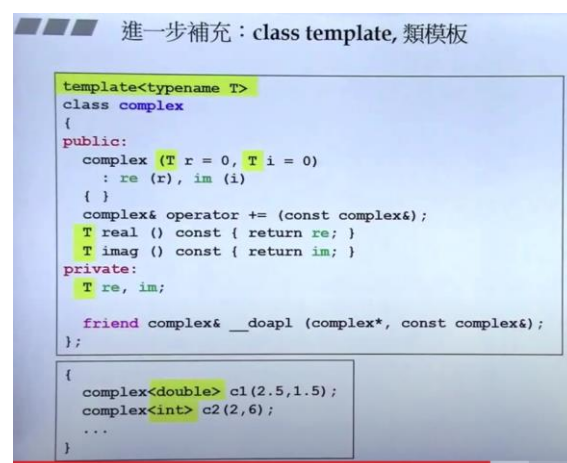 進一步補充：class template, 類模板
template<typename T>
class complex
{
public:
complex (T r = 0, T i = 0)
: re (r), im (i)
{ }
complex& operator += (const complex&);
T real () const { return re; }
T imag () const { return im; }
private:
T re, im;
friend complex& __doapl (complex*, const complex&);
};
{
complex<double> c1(2.5,1.5);
complex<int> c2(2,6);
...
}